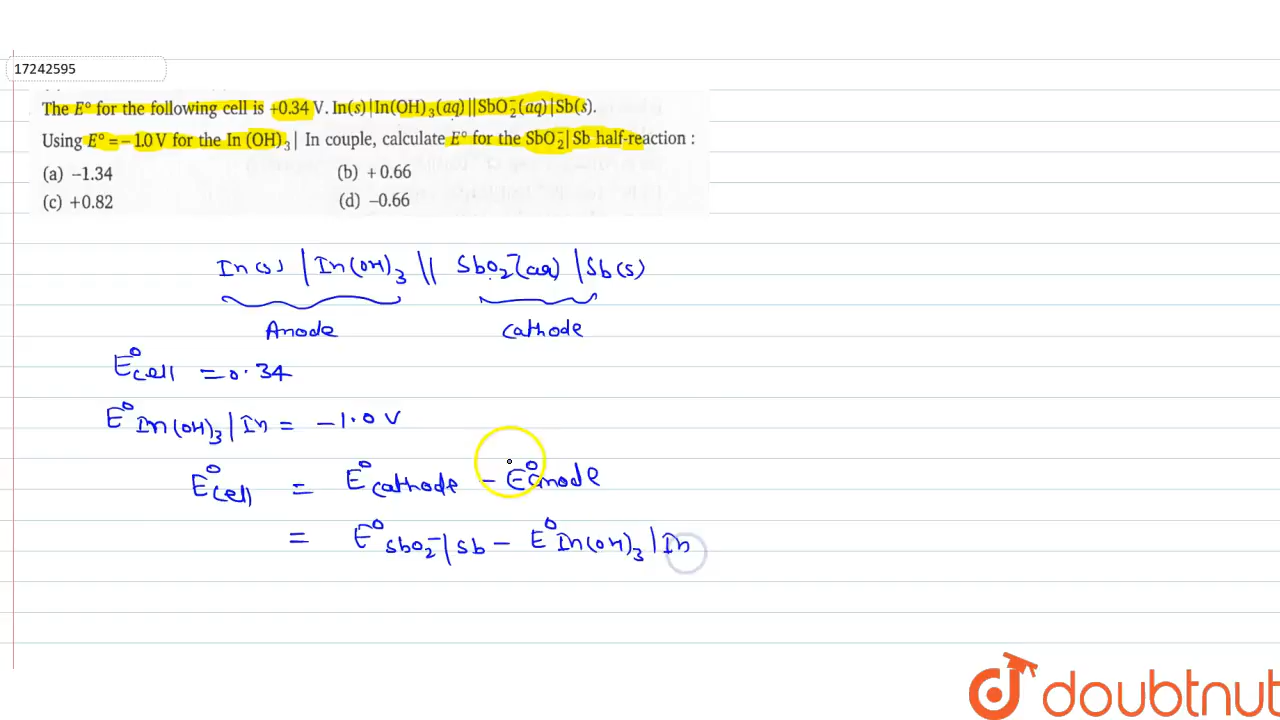 17242595
The E° for the following cell is +0.34 V. In(s)|In(OH)₃(aq)||SbO₂⁻(aq)|Sb(s).
Using E° = – 1.0 V for the In (OH)₃| In couple, calculate E° for the SbO₂⁻|Sb half-reaction :
(a) –1.34 (b) + 0.66
(c) +0.82 (d) –0.66
In(s) | In(OH)₃ || SbO₂⁻(aq) | Sb(s)
Anode Cathode
E°cell = 0.34
E° In(OH)₃ | In = – 1.0 V
E°cell = E°cathode – E°anode
= E° SbO₂⁻ | Sb – E° In(OH)₃ | In
doubtnut